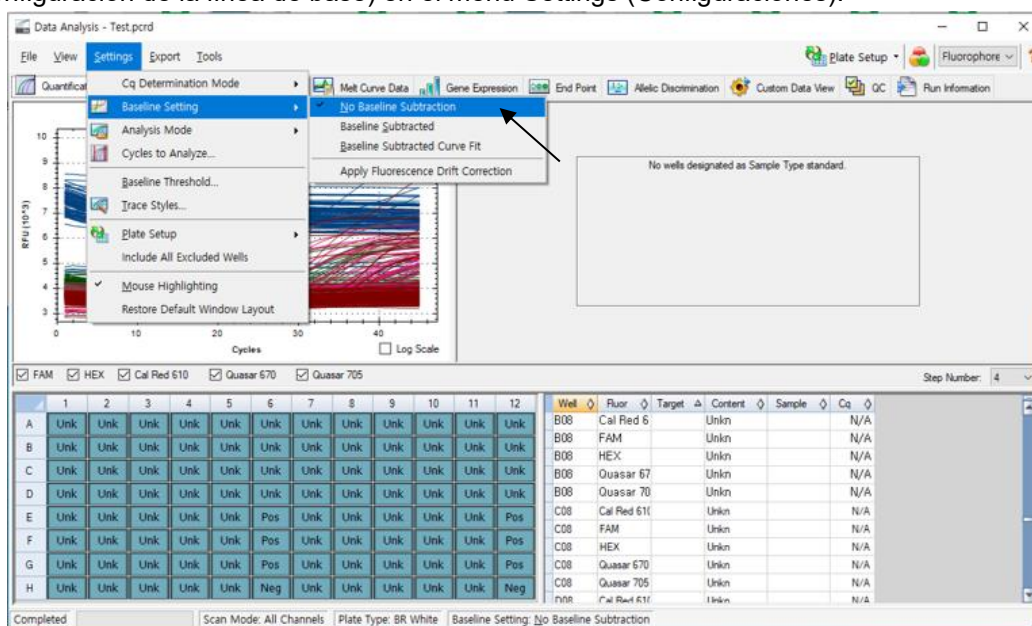 Data Analysis - Test.pcrd
File View Settings Export Tools
Plate Setup
Fluorophore
Melt Curve Data Gene Expression End Point Allelic Discrimination Custom Data View QC Run Information
Cq Determination Mode
Baseline Setting
Analysis Mode
Cycles to Analyze...
Baseline Threshold...
Trace Styles...
Plate Setup
Include All Excluded Wells
Mouse Highlighting
Restore Default Window Layout
No Baseline Subtraction
Baseline Subtracted
Baseline Subtracted Curve Fit
Apply Fluorescence Drift Correction
No wells designated as Sample Type standard.
RFU (10^3)
10
9
8
7
6
5
4
3
0 10 20 30 40
Cycles
Log Scale
FAM HEX Cal Red 610 Quasar 670 Quasar 705
Step Number: 4
1 2 3 4 5 6 7 8 9 10 11 12
A Unk Unk Unk Unk Unk Unk Unk Unk Unk Unk Unk Unk
B Unk Unk Unk Unk Unk Unk Unk Unk Unk Unk Unk Unk
C Unk Unk Unk Unk Unk Unk Unk Unk Unk Unk Unk Unk
D Unk Unk Unk Unk Unk Unk Unk Unk Unk Unk Unk Unk
E Unk Unk Unk Unk Unk Pos Unk Unk Unk Unk Unk Pos
F Unk Unk Unk Unk Unk Pos Unk Unk Unk Unk Unk Pos
G Unk Unk Unk Unk Unk Pos Unk Unk Unk Unk Unk Pos
H Unk Unk Unk Unk Unk Neg Unk Unk Unk Unk Unk Neg
Well Fluor Target Content Sample Cq
B08 Cal Red 6 Unkn N/A
B08 FAM Unkn N/A
B08 HEX Unkn N/A
B08 Quasar 67 Unkn N/A
B08 Quasar 70 Unkn N/A
C08 Cal Red 610 Unkn N/A
C08 FAM Unkn N/A
C08 HEX Unkn N/A
C08 Quasar 670 Unkn N/A
C08 Quasar 705 Unkn N/A
Completed Scan Mode: All Channels Plate Type: BR White Baseline Setting: No Baseline Subtraction